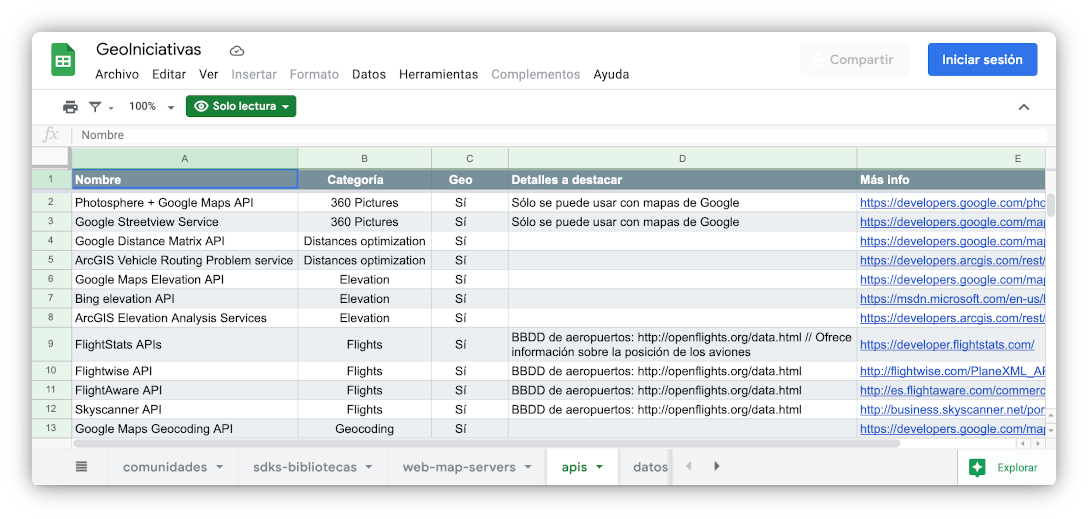 GeoIniciativas
Archivo Editar Ver Insertar Formato Datos Herramientas Complementos Ayuda
Compartir
Iniciar sesión
100% Solo lectura
fx Nombre
A B C D E
1 Nombre Categoría Geo Detalles a destacar Más info
2 Photosphere + Google Maps API 360 Pictures Sí Sólo se puede usar con mapas de Google https://developers.google.com/pho
3 Google Streetview Service 360 Pictures Sí Sólo se puede usar con mapas de Google https://developers.google.com/map
4 Google Distance Matrix API Distances optimization Sí https://developers.google.com/map
5 ArcGIS Vehicle Routing Problem service Distances optimization Sí https://developers.arcgis.com/rest/
6 Google Maps Elevation API Elevation Sí https://developers.google.com/map
7 Bing elevation API Elevation Sí https://msdn.microsoft.com/en-us/l
8 ArcGIS Elevation Analysis Services Elevation Sí https://developers.arcgis.com/rest/
9 FlightStats APIs Flights Sí BBDD de aeropuertos: http://openflights.org/data.html // Ofrece
información sobre la posición de los aviones https://developer.flightstats.com/
10 Flightwise API Flights Sí BBDD de aeropuertos: http://openflights.org/data.html http://flightwise.com/PlaneXML_AP
11 FlightAware API Flights Sí BBDD de aeropuertos: http://openflights.org/data.html http://es.flightaware.com/commerc
12 Skyscanner API Flights Sí BBDD de aeropuertos: http://openflights.org/data.html http://business.skyscanner.net/por
13 Google Maps Geocoding API Geocoding Sí https://developers.google.com/map
comunidades sdks-bibliotecas web-map-servers apis datos
Explorar